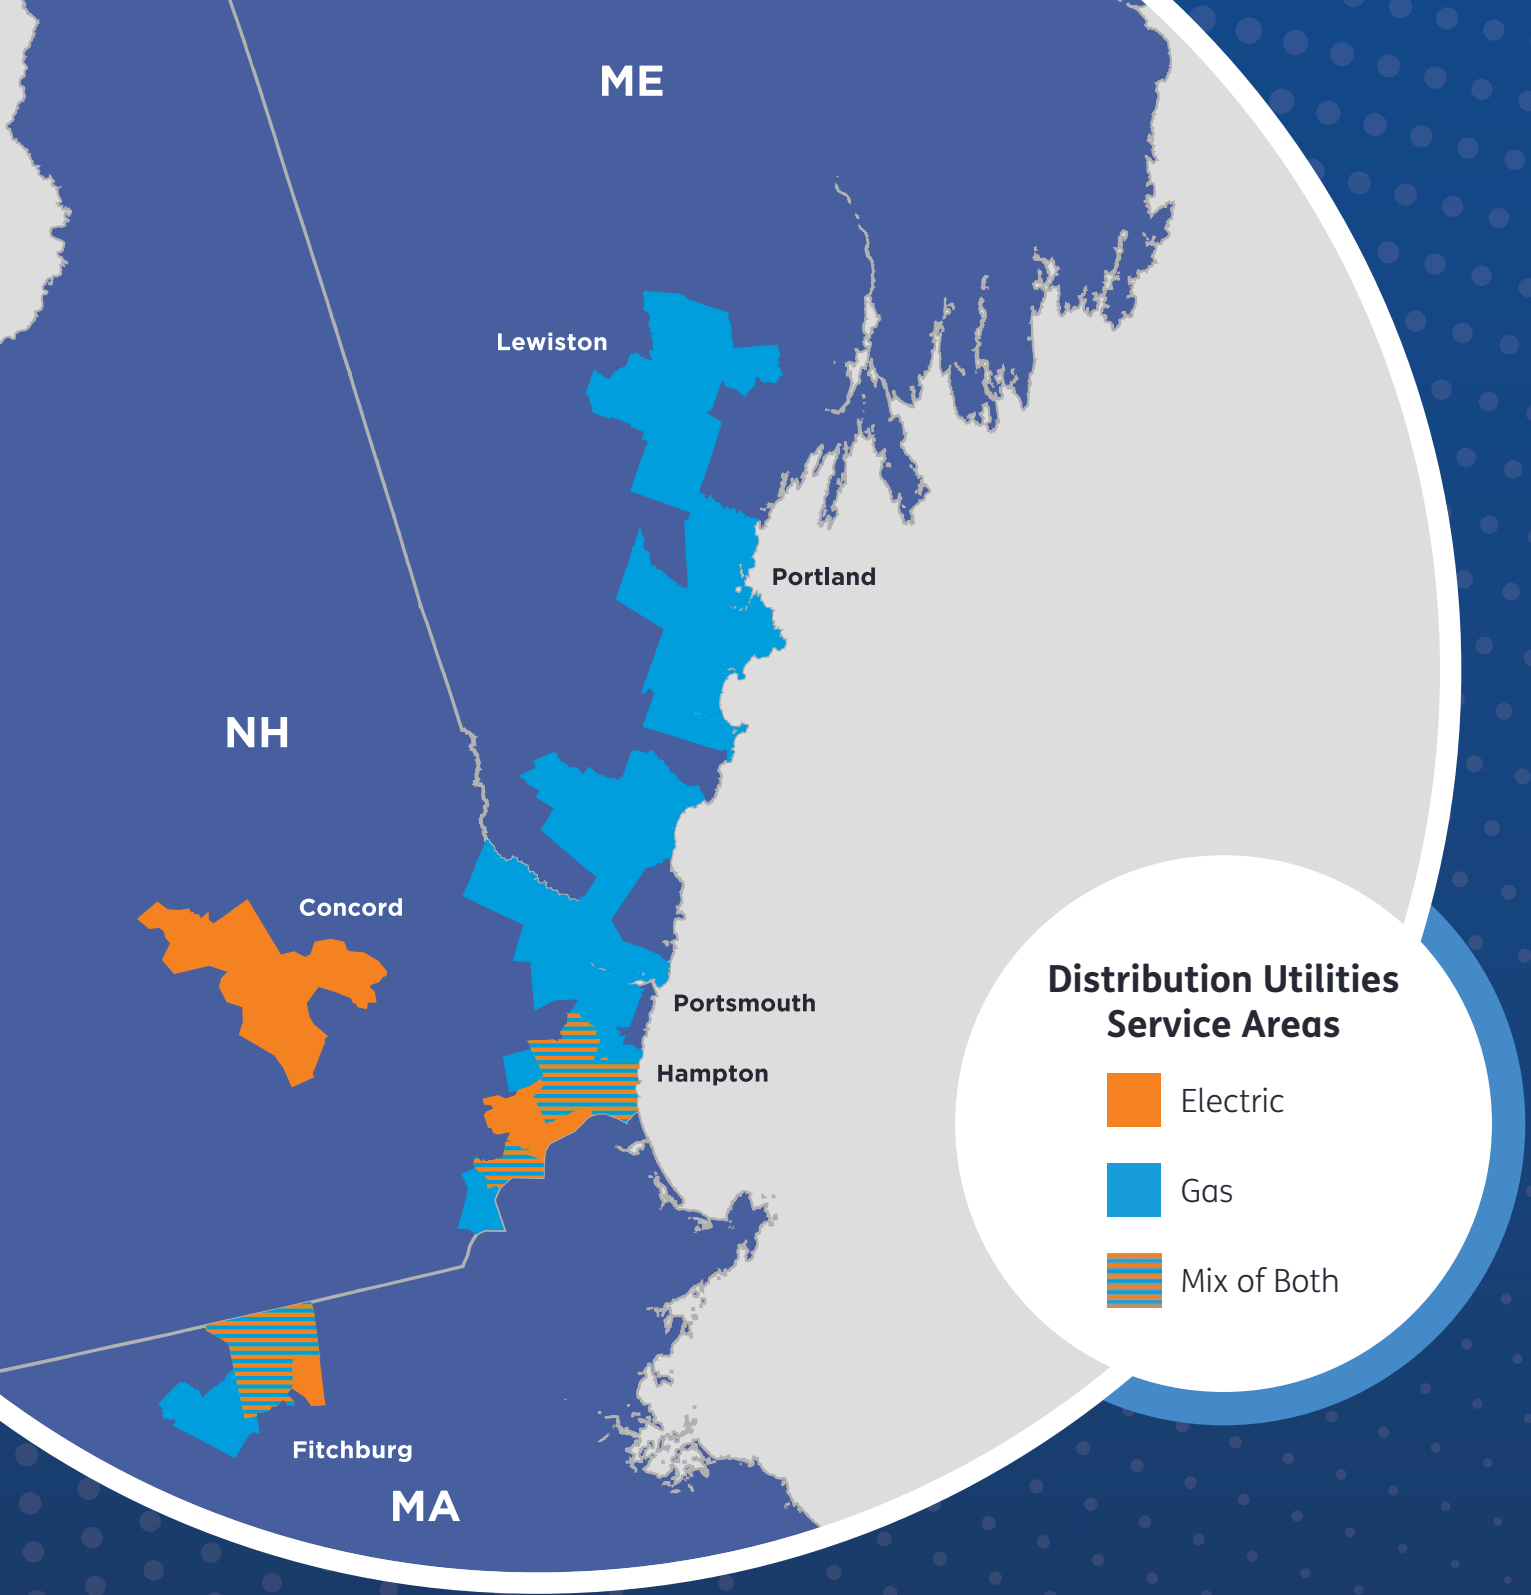 ME
Lewiston
Portland
NH
Concord
Portsmouth
Hampton
Fitchburg
MA
Distribution Utilities
Service Areas
Electric
Gas
Mix of Both